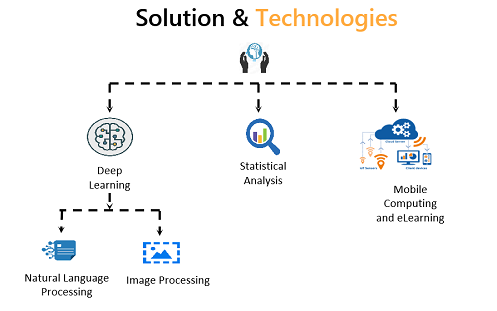 Solution & Technologies
Cloud Server
IoT Sensors
Client devices
Deep
Learning
Statistical
Analysis
Mobile
Computing
and eLearning
Natural Language
Processing
Image Processing